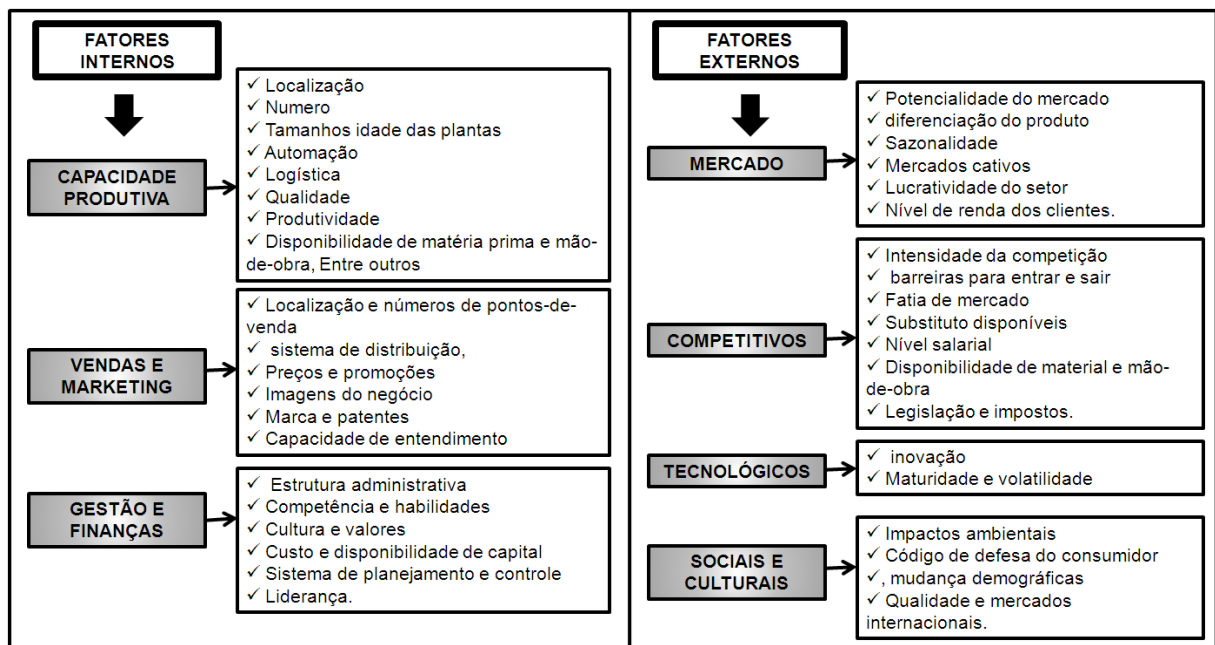 FATORES
INTERNOS
CAPACIDADE
PRODUTIVA
✓ Localização
✓ Numero
✓ Tamanhos idade das plantas
✓ Automação
✓ Logística
✓ Qualidade
✓ Produtividade
✓ Disponibilidade de matéria prima e mão-
de-obra, Entre outros
VENDAS E
MARKETING
✓ Localização e números de pontos-de-
venda
✓ sistema de distribuição,
✓ Preços e promoções
✓ Imagens do negócio
✓ Marca e patentes
✓ Capacidade de entendimento
GESTÃO E
FINANÇAS
✓ Estrutura administrativa
✓ Competência e habilidades
✓ Cultura e valores
✓ Custo e disponibilidade de capital
✓ Sistema de planejamento e controle
✓ Liderança.
FATORES
EXTERNOS
MERCADO
✓ Potencialidade do mercado
✓ diferenciação do produto
✓ Sazonalidade
✓ Mercados cativos
✓ Lucratividade do setor
✓ Nível de renda dos clientes.
COMPETITIVOS
✓ Intensidade da competição
✓ barreiras para entrar e sair
✓ Fatia de mercado
✓ Substituto disponíveis
✓ Nível salarial
✓ Disponibilidade de material e mão-
de-obra
✓ Legislação e impostos.
TECNOLÓGICOS
✓ inovação
✓ Maturidade e volatilidade
SOCIAIS E
CULTURAIS
✓ Impactos ambientais
✓ Código de defesa do consumidor
✓, mudança demográficas
✓ Qualidade e mercados
internacionais.